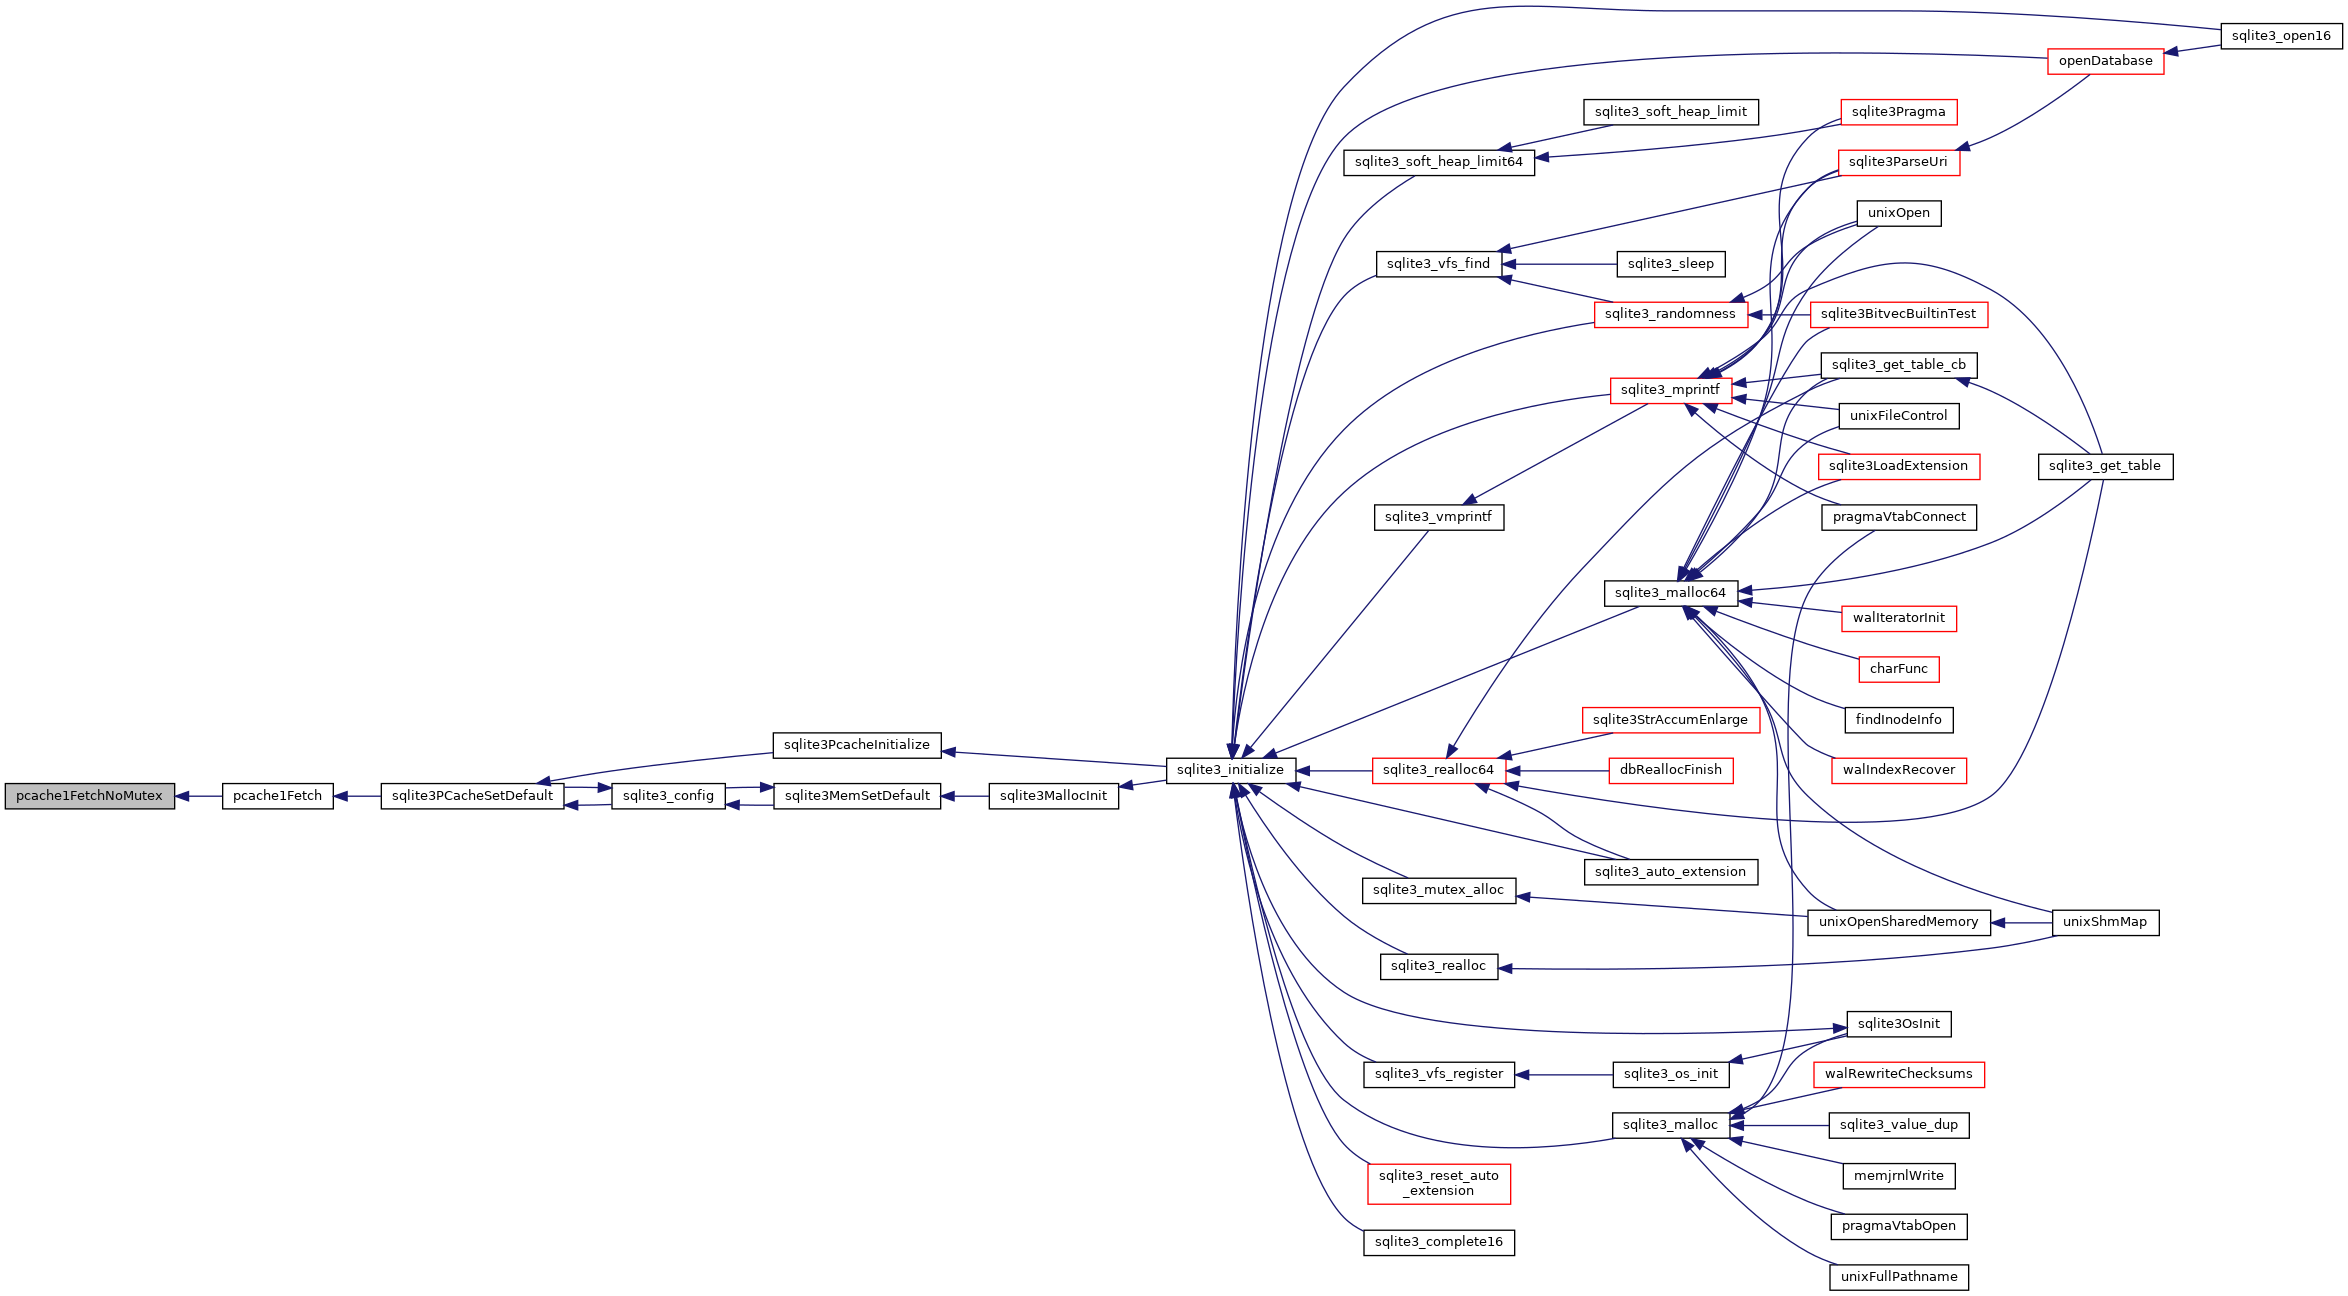 sqlite3_open16
openDatabase
sqlite3_soft_heap_limit
sqlite3Pragma
sqlite3_soft_heap_limit64
sqlite3ParseUri
unixOpen
sqlite3_vfs_find
sqlite3_sleep
sqlite3_randomness
sqlite3BitvecBuiltinTest
sqlite3_get_table_cb
sqlite3_mprintf
unixFileControl
sqlite3LoadExtension
sqlite3_get_table
sqlite3_vmprintf
pragmaVtabConnect
sqlite3_malloc64
walIteratorInit
charFunc
sqlite3StrAccumEnlarge
findInodeInfo
sqlite3PcacheInitialize
sqlite3_initialize
sqlite3_realloc64
dbReallocFinish
walIndexRecover
pcache1FetchNoMutex
pcache1Fetch
sqlite3PCacheSetDefault
sqlite3_config
sqlite3MemSetDefault
sqlite3MallocInit
sqlite3_auto_extension
sqlite3_mutex_alloc
unixOpenSharedMemory
unixShmMap
sqlite3_realloc
sqlite3OsInit
sqlite3_vfs_register
sqlite3_os_init
walRewriteChecksums
sqlite3_malloc
sqlite3_value_dup
sqlite3_reset_auto
_extension
memjrnlWrite
pragmaVtabOpen
sqlite3_complete16
unixFullPathname